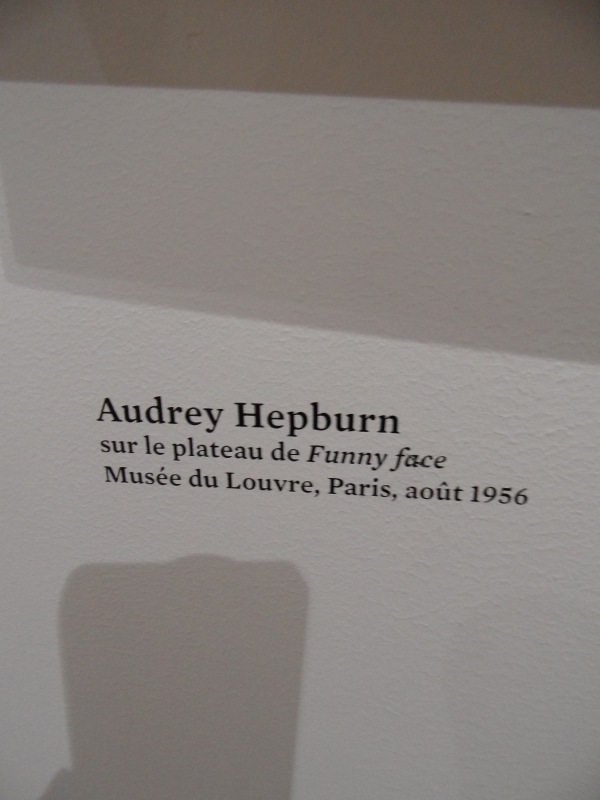 Audrey Hepburn
sur le plateau de Funny face
Musée du Louvre, Paris, août 1956